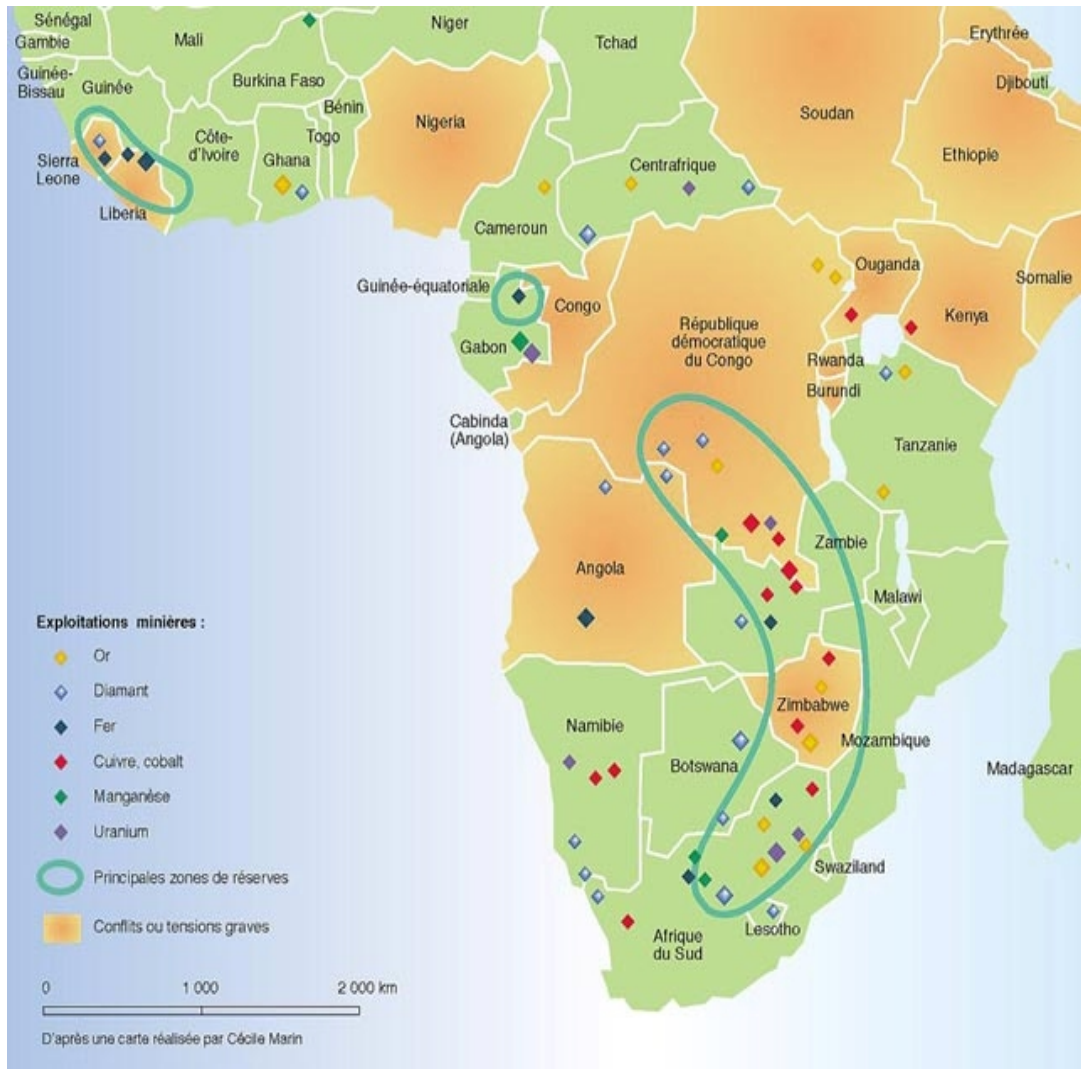 Sénégal
Gambie
Guinée-
Bissau
Guinée
Mali
Niger
Tchad
Erythrée
Djibouti
Burkina Faso
Bénin
Nigeria
Soudan
Ethiopie
Sierra
Leone
Côte-
d'Ivoire
Ghana
Togo
Liberia
Centrafrique
Cameroun
Guinée-équatoriale
Congo
Gabon
République
démocratique
du Congo
Ouganda
Somalie
Kenya
Rwanda
Burundi
Cabinda
(Angola)
Tanzanie
Angola
Zambie
Malawi
Zimbabwe
Mozambique
Namibie
Botswana
Madagascar
Swaziland
Lesotho
Afrique
du Sud
Exploitations minières :
Or
Diamant
Fer
Cuivre, cobalt
Manganèse
Uranium
Principales zones de réserves
Conflits ou tensions graves
0 1 000 2 000 km
D'après une carte réalisée par Cécile Marin